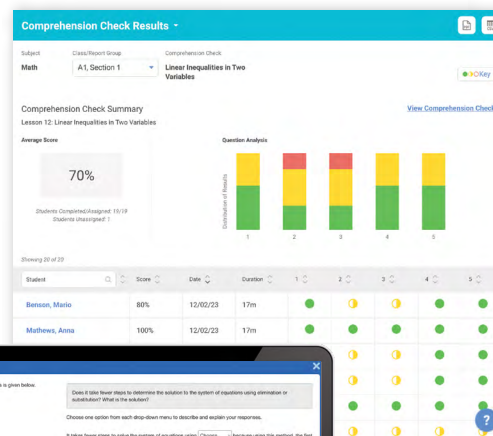 Comprehension Check Results
Subject
Class/Report Group
Comprehension Check
Math
A1, Section 1
Linear Inequalities in Two
Variables
Key
Comprehension Check Summary
View Comprehension Check
Lesson 12: Linear Inequalities in Two Variables
Average Score
Question Analysis
70%
Distribution of Results
Students Completed/Assigned: 19/19
Students Unassigned: 1
1 2 3 4 5
Showing 20 of 20
Student Score Date Duration 1 2 3 4 5
Benson, Mario 80% 12/02/23 17m
Mathews, Anna 100% 12/02/23 17m
s is given below.
Does it take fewer steps to determine the solution to the system of equations using elimination or
substitution? What is the solution?
Choose one option from each drop-down menu to describe and explain your responses.
It takes fewer steps to solve the system of equations using Choose because using this method, the first
?